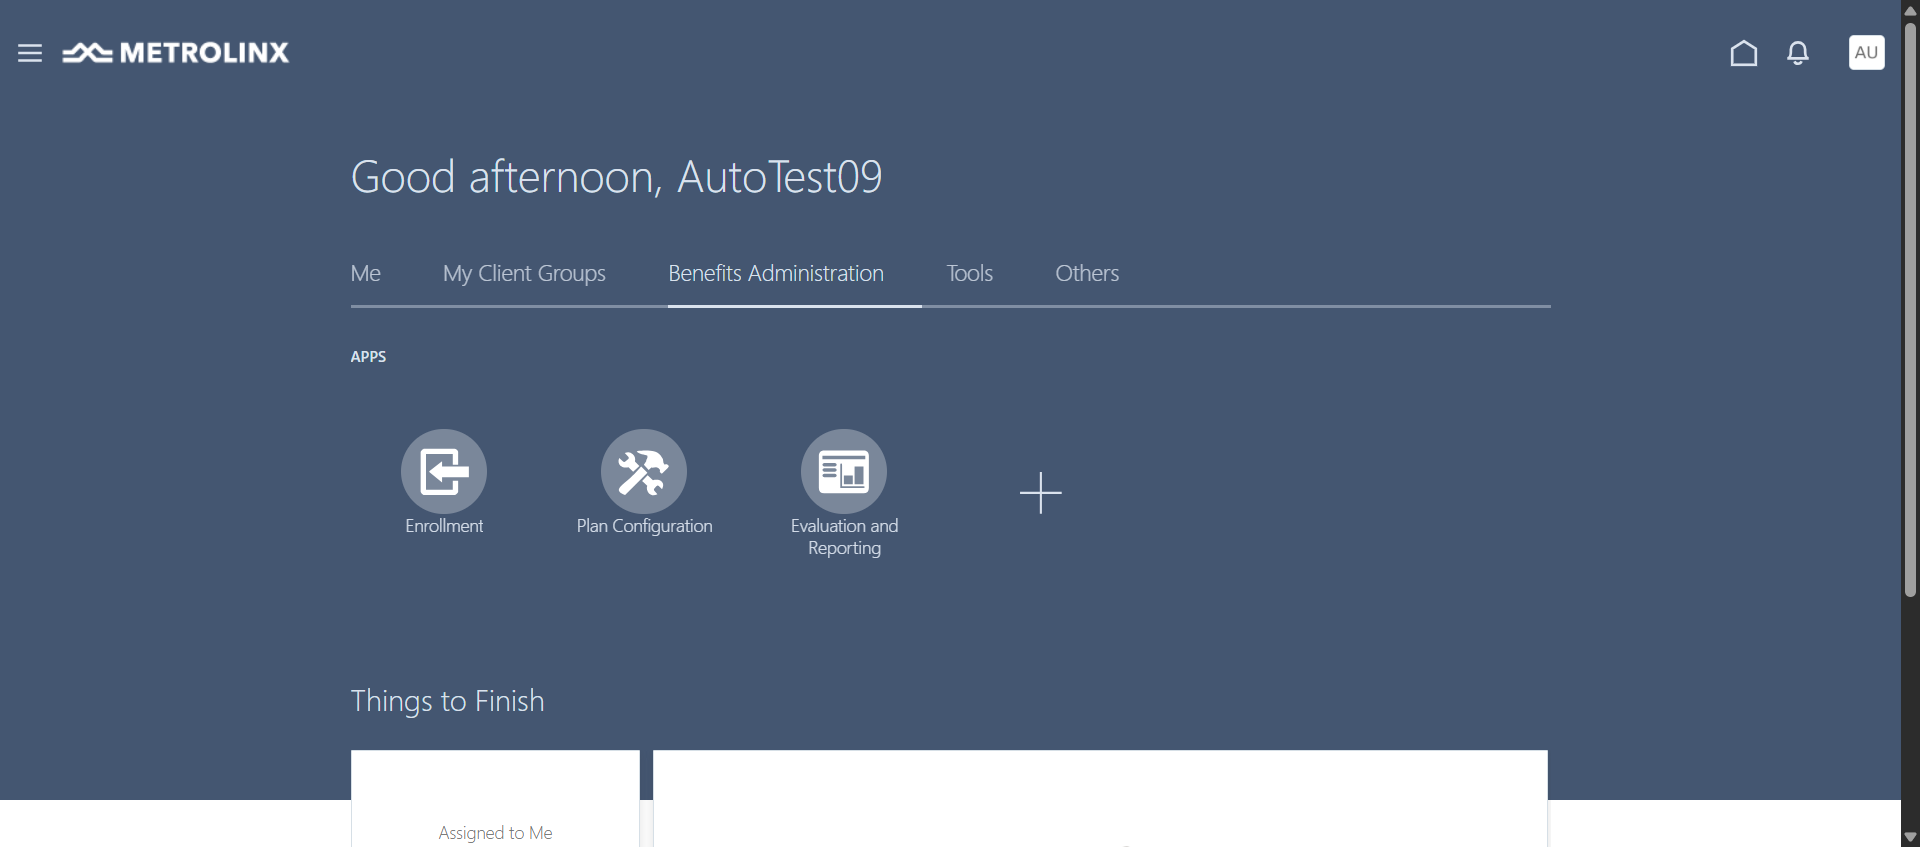 METROLINX
AU
Good afternoon, AutoTest09
Me
My Client Groups
Benefits Administration
Tools
Others
APPS
Enrollment
Plan Configuration
Evaluation and
Reporting
Things to Finish
Assigned to Me